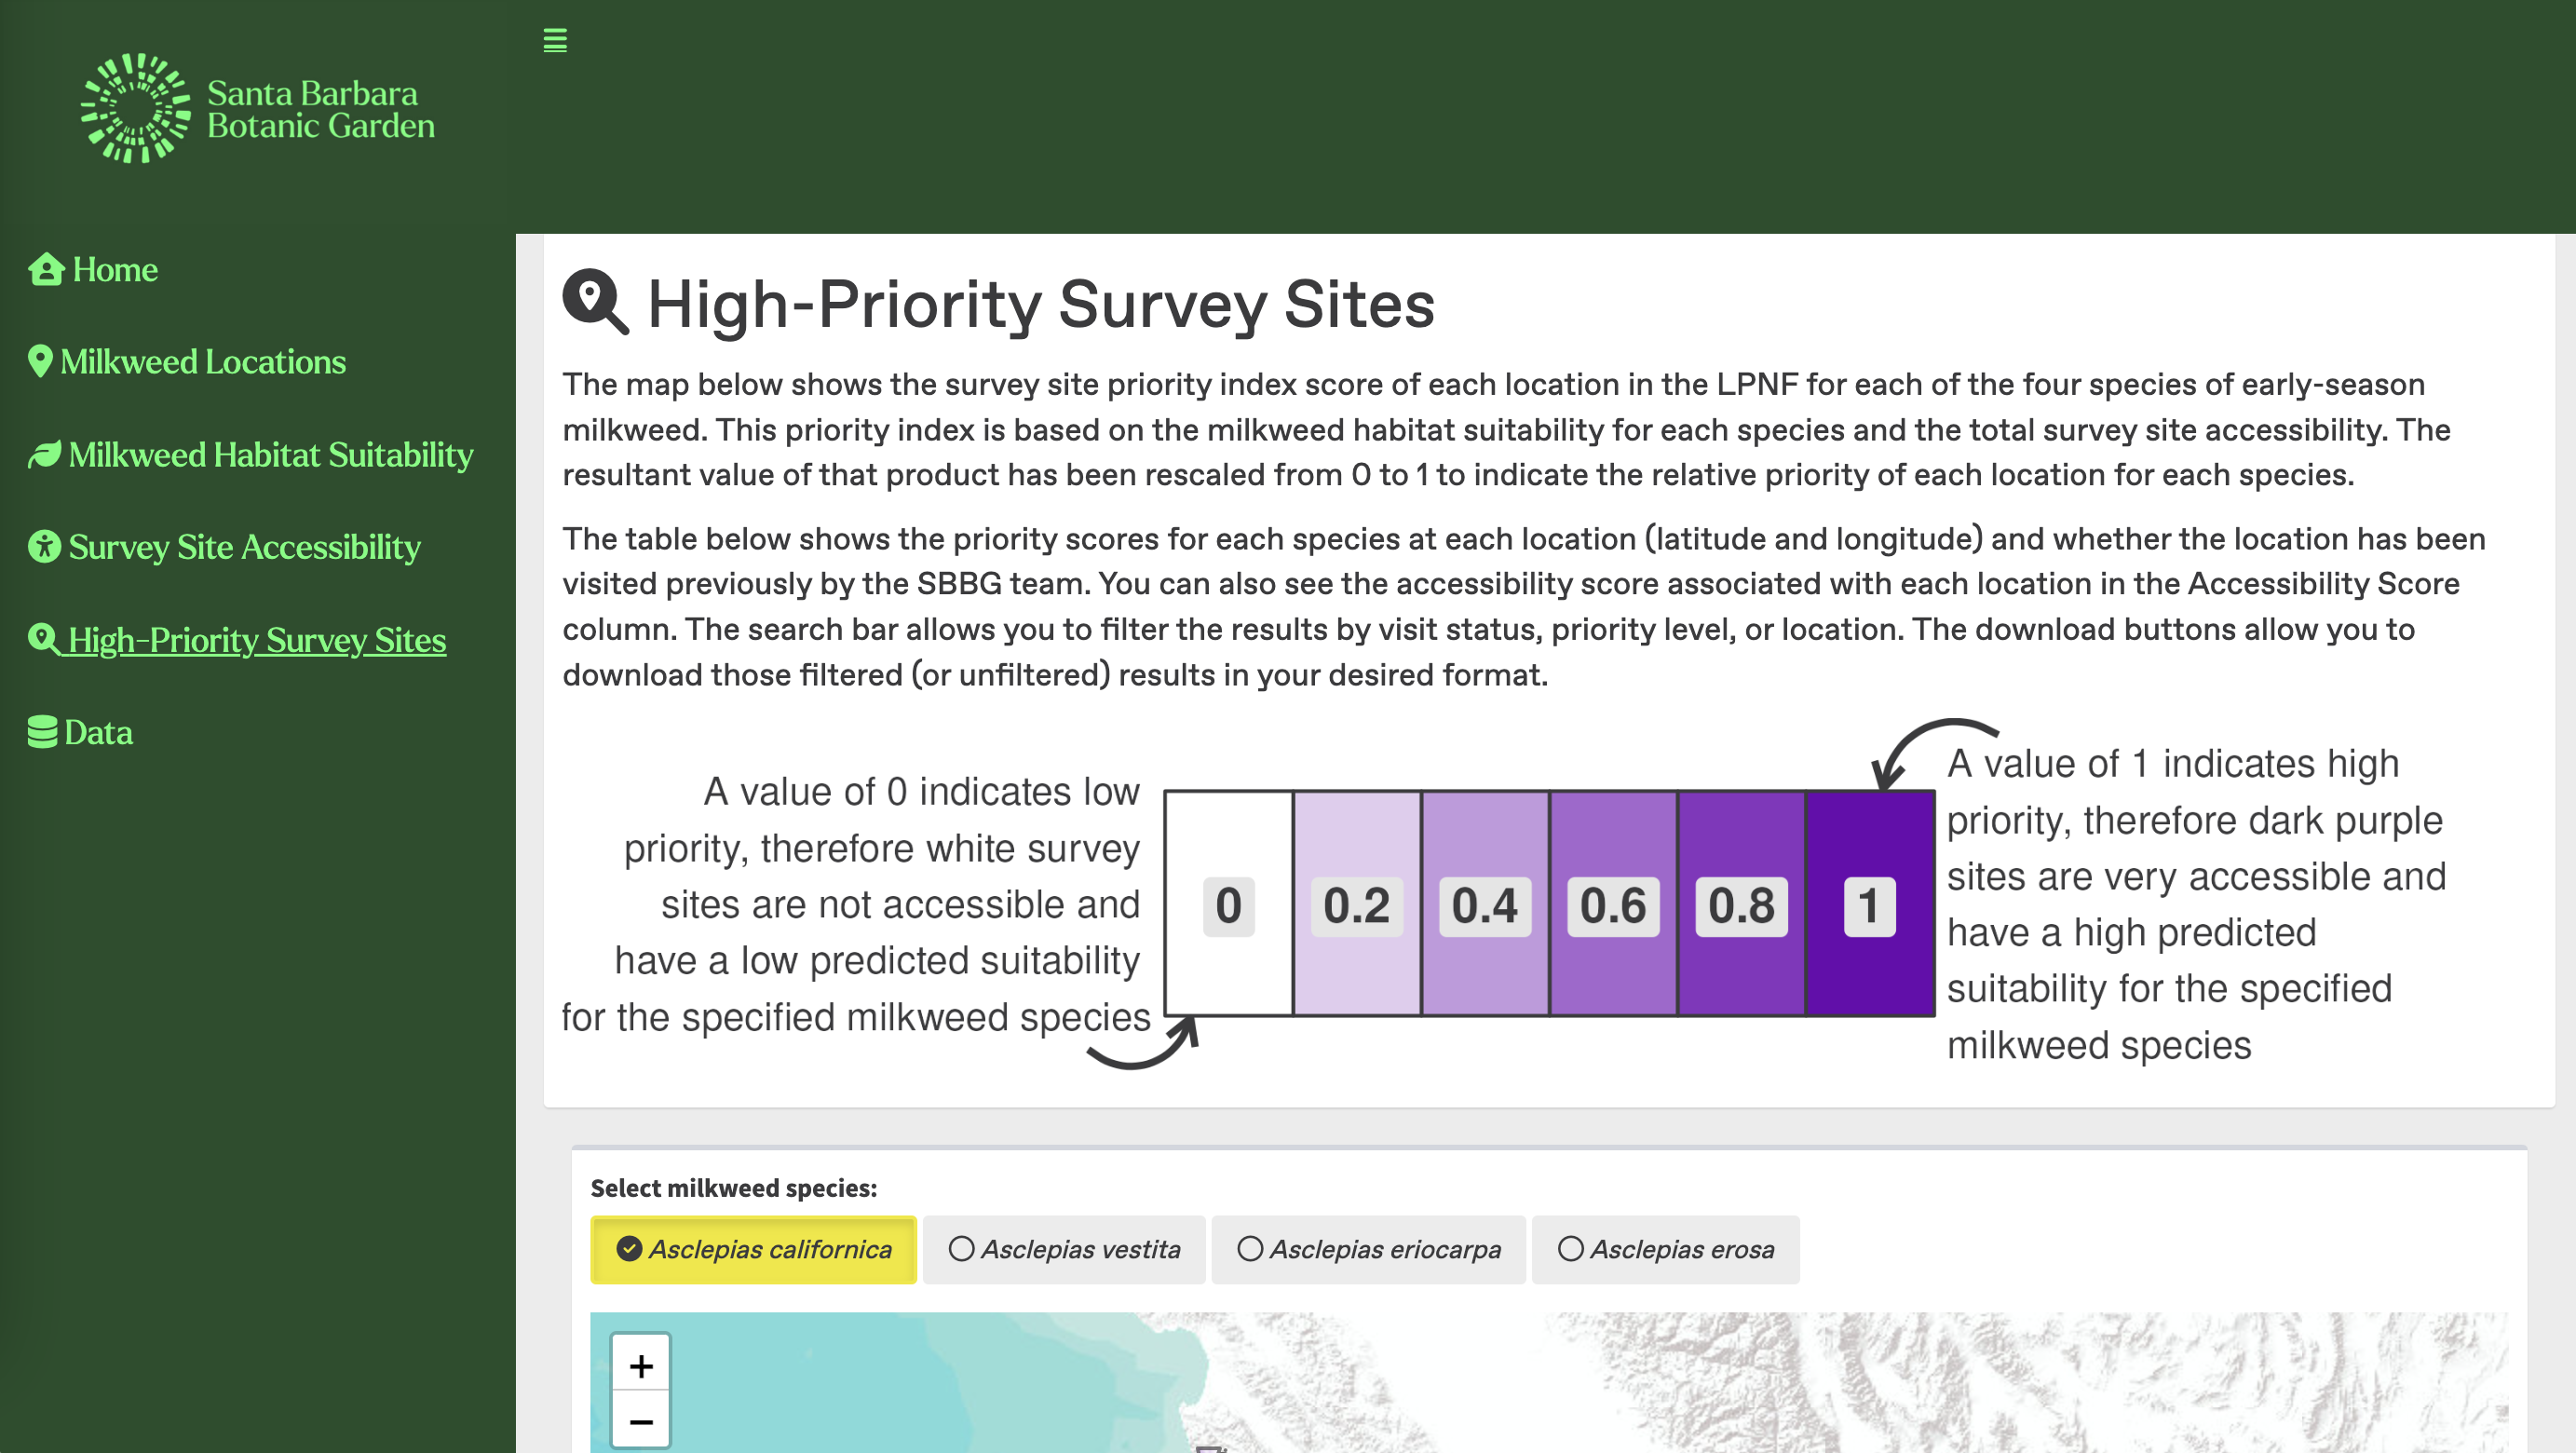 Santa Barbara
Botanic Garden
Home
Milkweed Locations
Milkweed Habitat Suitability
Survey Site Accessibility
High-Priority Survey Sites
Data
High-Priority Survey Sites
The map below shows the survey site priority index score of each location in the LPNF for each of the four species of early-season
milkweed. This priority index is based on the milkweed habitat suitability for each species and the total survey site accessibility. The
resultant value of that product has been rescaled from 0 to 1 to indicate the relative priority of each location for each species.
The table below shows the priority scores for each species at each location (latitude and longitude) and whether the location has been
visited previously by the SBBG team. You can also see the accessibility score associated with each location in the Accessibility Score
column. The search bar allows you to filter the results by visit status, priority level, or location. The download buttons allow you to
download those filtered (or unfiltered) results in your desired format.
A value of 0 indicates low
priority, therefore white survey
sites are not accessible and
have a low predicted suitability
for the specified milkweed species
0 0.2 0.4 0.6 0.8 1
A value of 1 indicates high
priority, therefore dark purple
sites are very accessible and
have a high predicted
suitability for the specified
milkweed species
Select milkweed species:
Asclepias californica Asclepias vestita Asclepias eriocarpa Asclepias erosa
+
−